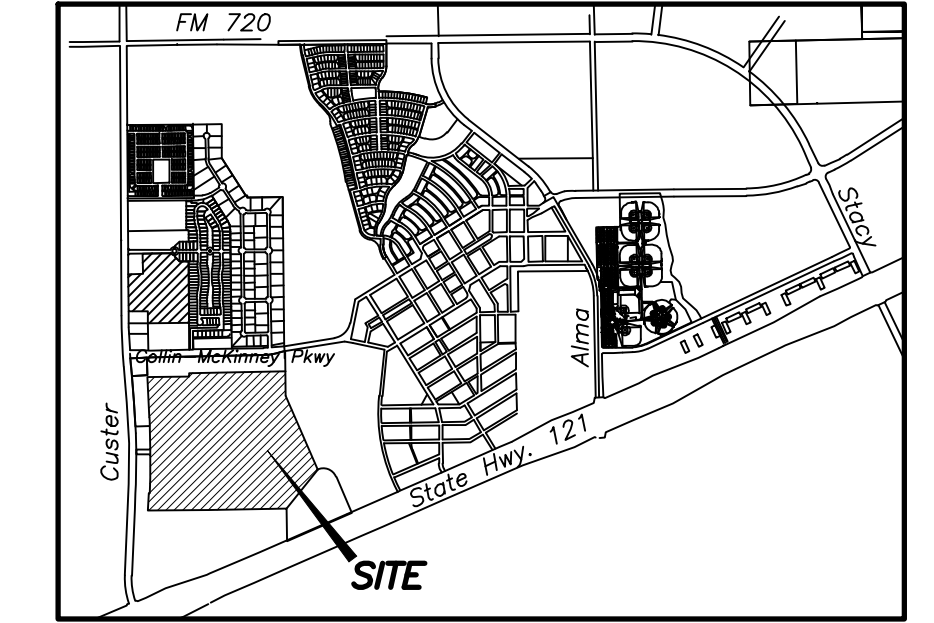 FM 720
Stacy
Alma
Collin McKinney Pkwy
Custer
State Hwy. 121
SITE